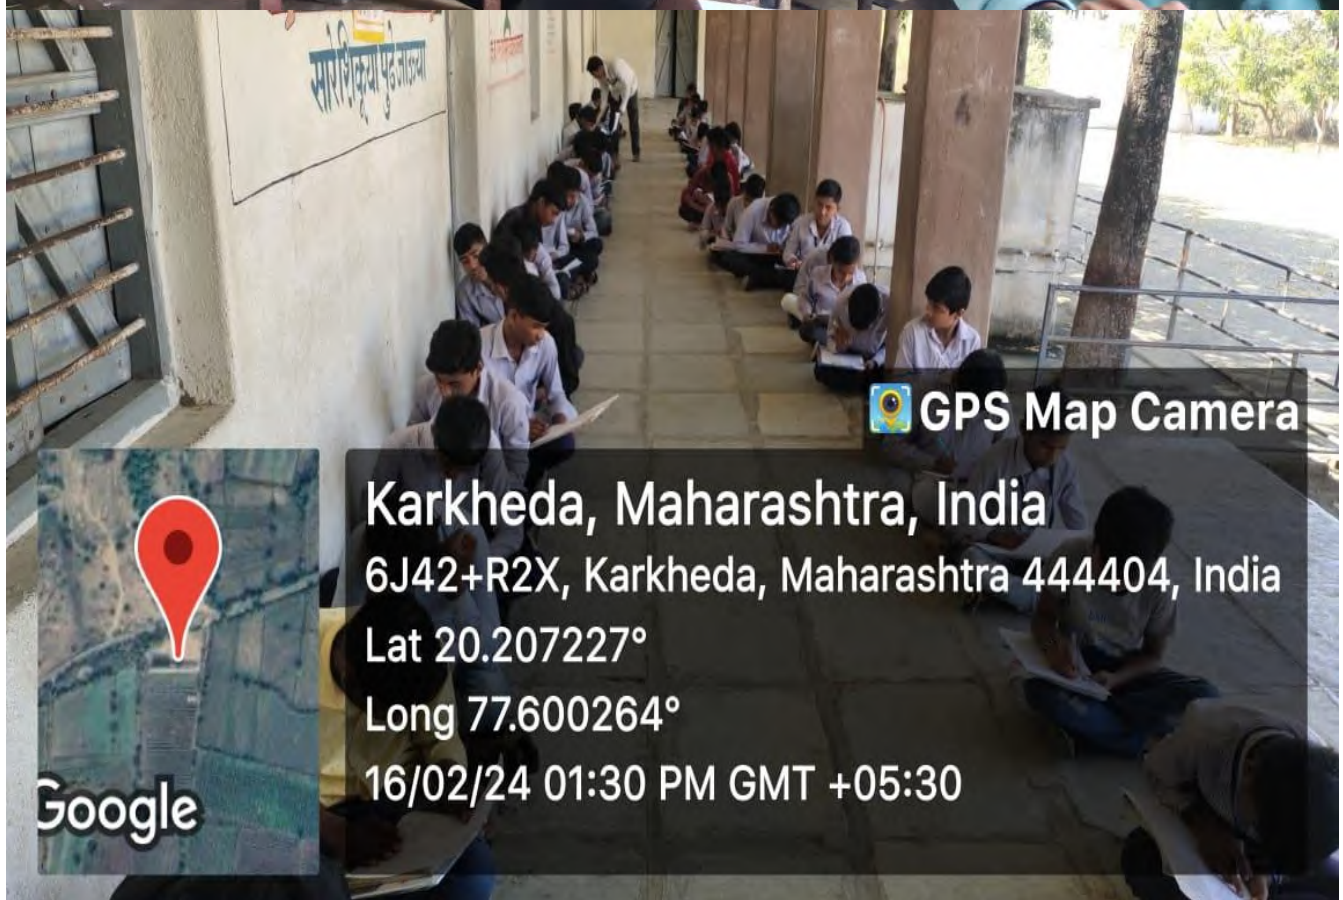 सारे शिकूया पुढे जाऊया
GPS Map Camera
Karkheda, Maharashtra, India
6J42+R2X, Karkheda, Maharashtra 444404, India
Lat 20.207227°
Long 77.600264°
16/02/24 01:30 PM GMT +05:30
Google